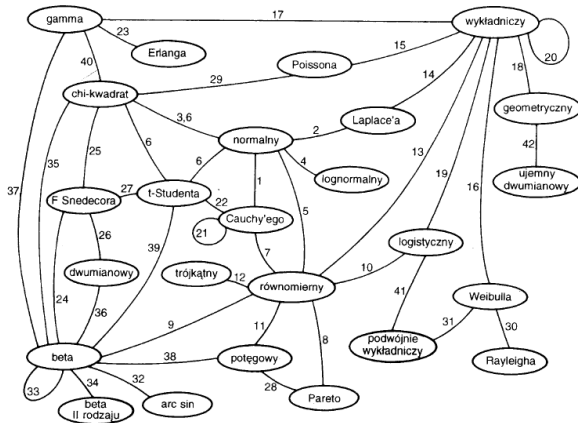 17
gamma
wykładniczy
23
Erlanga
15
20
40
29
Poissona
14
18
chi-kwadrat
3,6
Laplace'a
geometryczny
2
13
6
normalny
42
35
25
6
4
lognormalny
19
ujemny
dwumianowy
37
27
t-Studenta
1
16
F Snedecora
22
5
Cauchy'ego
21
26
39
logistyczny
7
trójkątny
10
dwumianowy
12
równomierny
24
41
Weibulla
36
9
11
8
31
30
podwójnie
wykładniczy
beta
38
potęgowy
Rayleigha
33
34
32
28
beta
II rodzaju
arc sin
Pareto